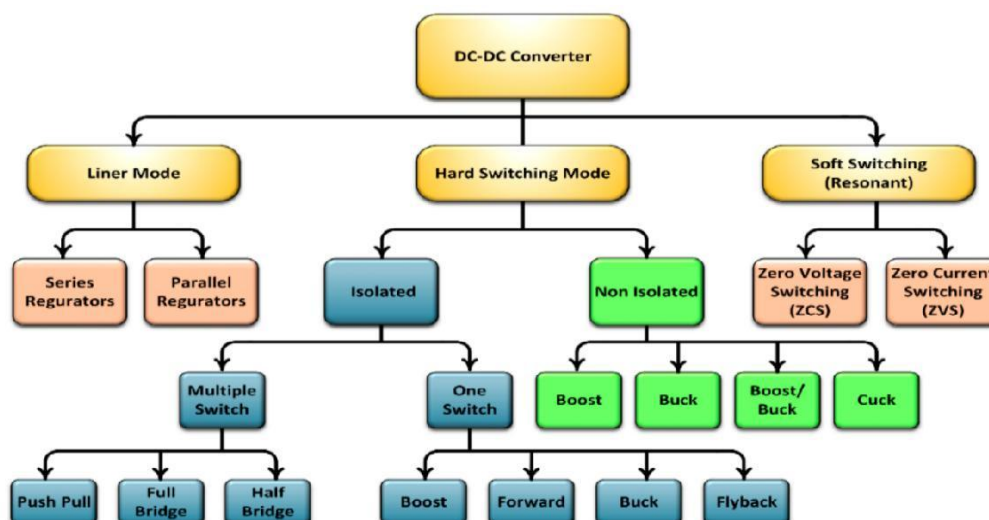 DC-DC Converter
Liner Mode
Hard Switching Mode
Soft Switching
(Resonant)
Series
Regurators
Parallel
Regurators
Isolated
Non Isolated
Zero Voltage
Switching
(ZCS)
Zero Current
Switching
(ZVS)
Multiple
Switch
One
Switch
Boost
Buck
Boost/
Buck
Cuck
Push Pull
Full
Bridge
Half
Bridge
Boost
Forward
Buck
Flyback